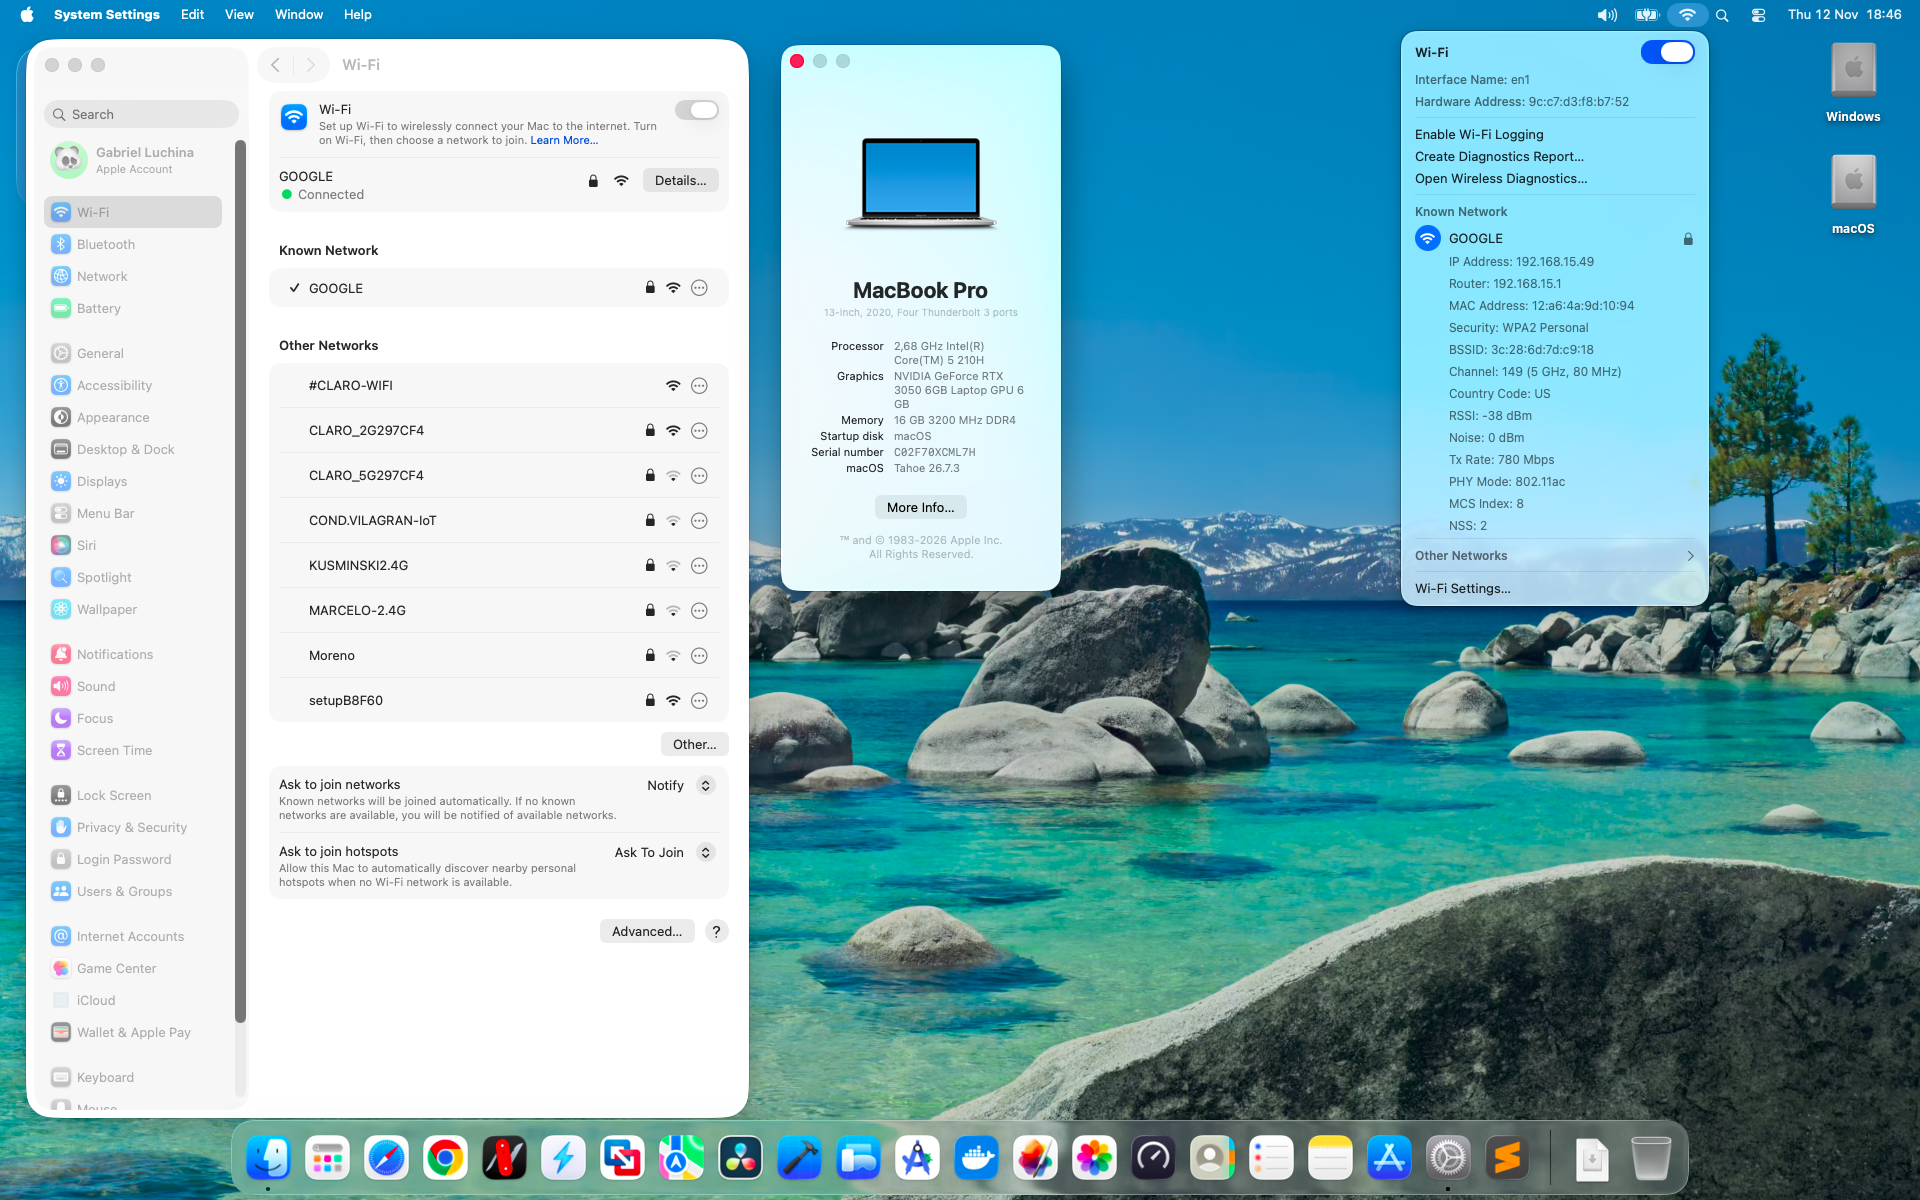 System Settings Edit View Window Help
Thu 12 Nov 18:46
Search
Gabriel Luchina
Apple Account
Wi-Fi
Bluetooth
Network
Battery
General
Accessibility
Appearance
Desktop & Dock
Displays
Menu Bar
Siri
Spotlight
Wallpaper
Notifications
Sound
Focus
Screen Time
Lock Screen
Privacy & Security
Login Password
Users & Groups
Internet Accounts
Game Center
iCloud
Wallet & Apple Pay
Keyboard
Mouse
Wi-Fi
Wi-Fi
Set up Wi-Fi to wirelessly connect your Mac to the internet. Turn
on Wi-Fi, then choose a network to join. Learn More...
GOOGLE
Connected
Details...
Known Network
✓ GOOGLE
Other Networks
#CLARO-WIFI
CLARO_2G297CF4
CLARO_5G297CF4
COND.VILAGRAN-IoT
KUSMINSKI2.4G
MARCELO-2.4G
Moreno
setupB8F60
Other...
Ask to join networks
Notify
Known networks will be joined automatically. If no known
networks are available, you will be notified of available networks.
Ask to join hotspots
Ask To Join
Allow this Mac to automatically discover nearby personal
hotspots when no Wi-Fi network is available.
Advanced...
?
MacBook Pro
13-inch, 2020, Four Thunderbolt 3 ports
Processor 2,68 GHz Intel(R)
Core(TM) 5 210H
Graphics NVIDIA GeForce RTX
3050 6GB Laptop GPU 6
GB
Memory 16 GB 3200 MHz DDR4
Startup disk macOS
Serial number C02F70XCML7H
macOS Tahoe 26.7.3
More Info...
™ and © 1983-2026 Apple Inc.
All Rights Reserved.
Wi-Fi
Interface Name: en1
Hardware Address: 9c:c7:d3:f8:b7:52
Enable Wi-Fi Logging
Create Diagnostics Report...
Open Wireless Diagnostics...
Known Network
GOOGLE
IP Address: 192.168.15.49
Router: 192.168.15.1
MAC Address: 12:a6:4a:9d:10:94
Security: WPA2 Personal
BSSID: 3c:28:6d:7d:c9:18
Channel: 149 (5 GHz, 80 MHz)
Country Code: US
RSSI: -38 dBm
Noise: 0 dBm
Tx Rate: 780 Mbps
PHY Mode: 802.11ac
MCS Index: 8
NSS: 2
Other Networks
Wi-Fi Settings...
Windows
macOS